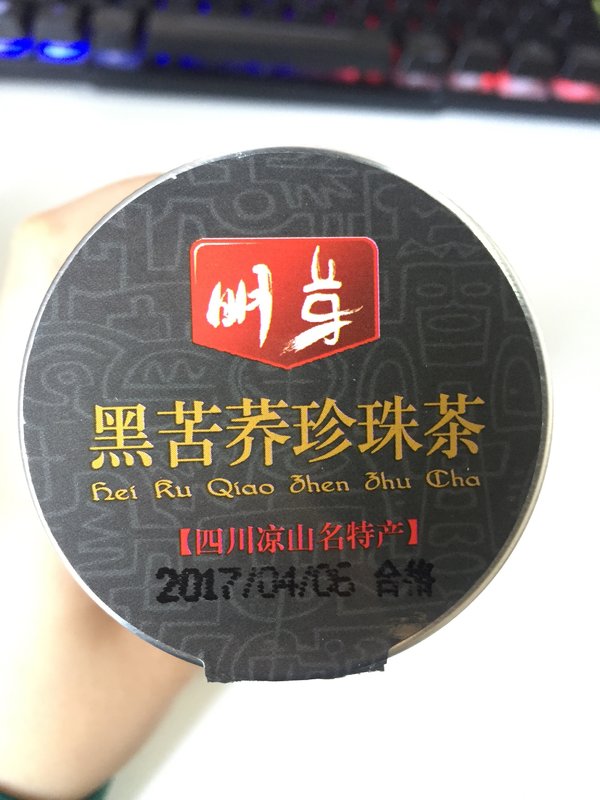 明芽
黑苦荞珍珠茶
Hei Ku Qiao Zhen Zhu Cha
【四川凉山名特产】
2017/04/06 合格